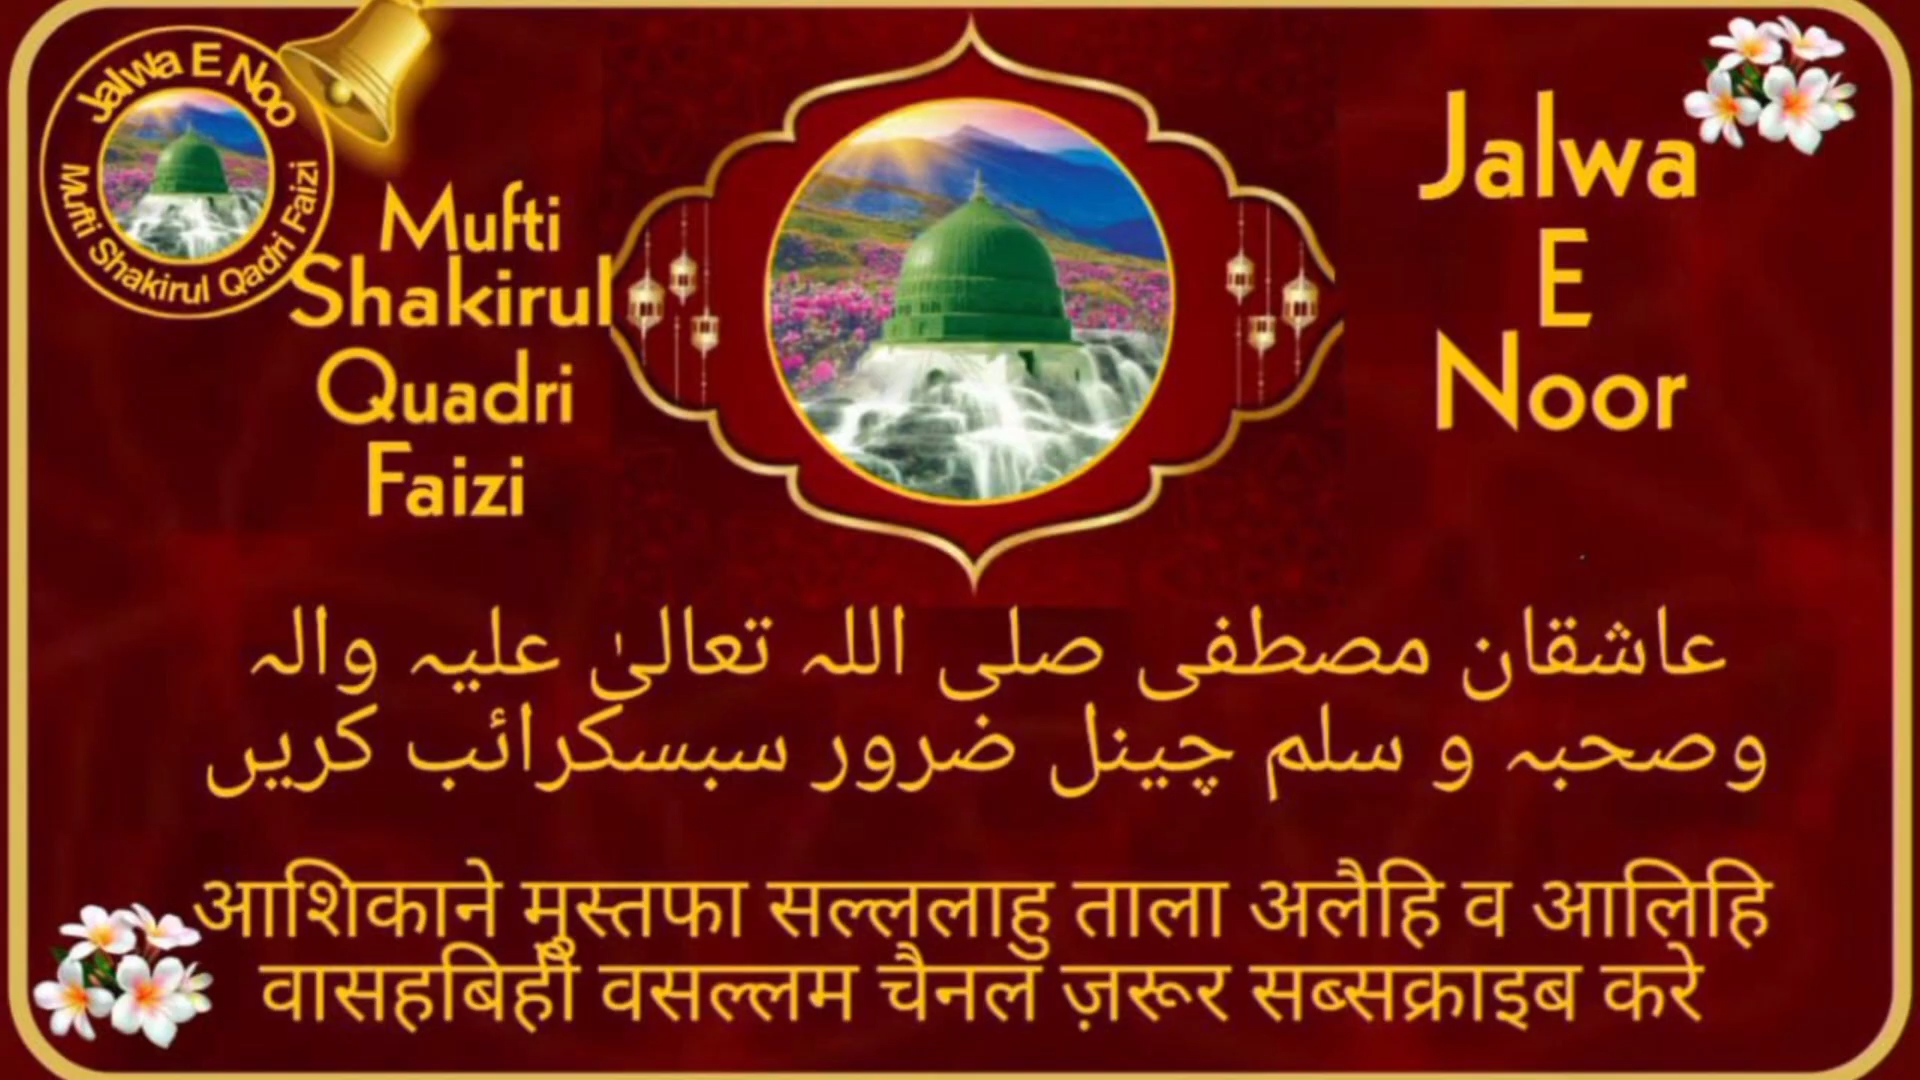 Jalwa E Noo
Mufti Shakirul Qadri Faizi
Mufti
Shakirul
Quadri
Faizi
Jalwa
E
Noor
عاشقان مصطفی صلی اللہ تعالیٰ علیہ والہ
وصحبہ و سلم چینل ضرور سبسکرائب کریں
आशिकाने मुस्तफा सल्ललाहु ताला अलैहि व आलिहि
वासहबिही वसल्लम चैनल ज़रूर सब्सक्राइब करे